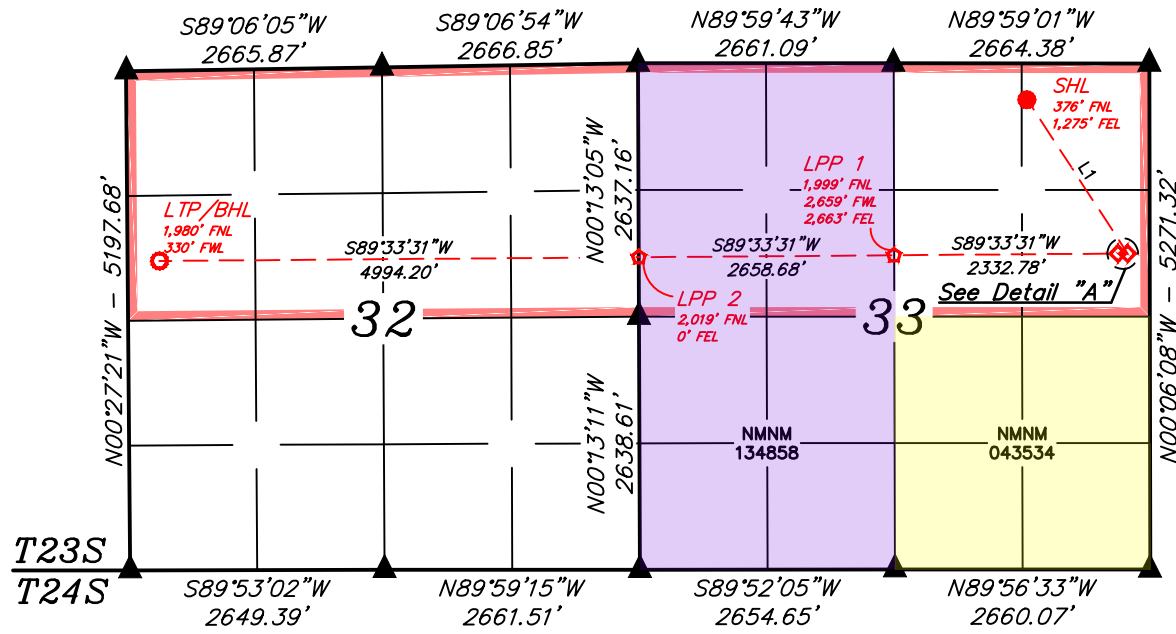 S89°06'05"W
2665.87'
S89°06'54"W
2666.85'
N89°59'43"W
2661.09'
N89°59'01"W
2664.38'
SHL
376' FNL
1,275' FEL
L1
N00°13'05"W
2637.16'
LPP 1
1,999' FNL
2,659' FWL
2,663' FEL
LTP/BHL
1,980' FNL
330' FWL
S89°33'31"W
4994.20'
S89°33'31"W
2658.68'
S89°33'31"W
2332.78'
See Detail "A"
LPP 2
2,019' FNL
0' FEL
32
33
N00°27'21"W - 5197.68'
N00°06'08"W - 5271.32'
N00°13'11"W
2638.61'
NMNM
134858
NMNM
043534
T23S
T24S
S89°53'02"W
2649.39'
N89°59'15"W
2661.51'
S89°52'05"W
2654.65'
N89°56'33"W
2660.07'